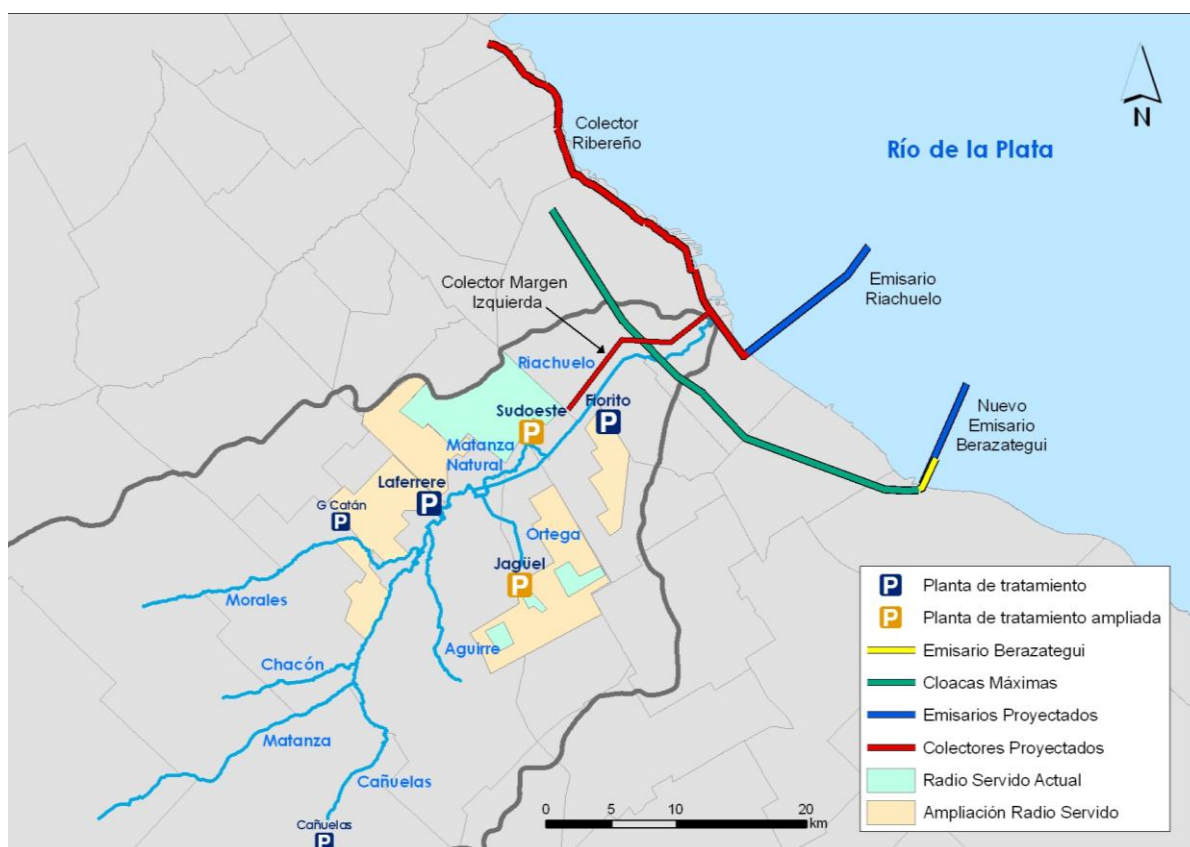 Colector
Ribereño
N
Río de la Plata
Colector Margen
Izquierda
Emisario
Riachuelo
Riachuelo
Fiorito
P
Sudoeste
P
Nuevo
Emisario
Berazategui
Matanza
Natural
Laferrere
P
G Catán
P
Ortega
Jagüel
P
Morales
Aguirre
Chacón
Matanza
Cañuelas
Cañuelas
P
P Planta de tratamiento
P Planta de tratamiento ampliada
Emisario Berazategui
Cloacas Máximas
Emisarios Proyectados
Colectores Proyectados
Radio Servido Actual
Ampliación Radio Servido
0 5 10 20
km